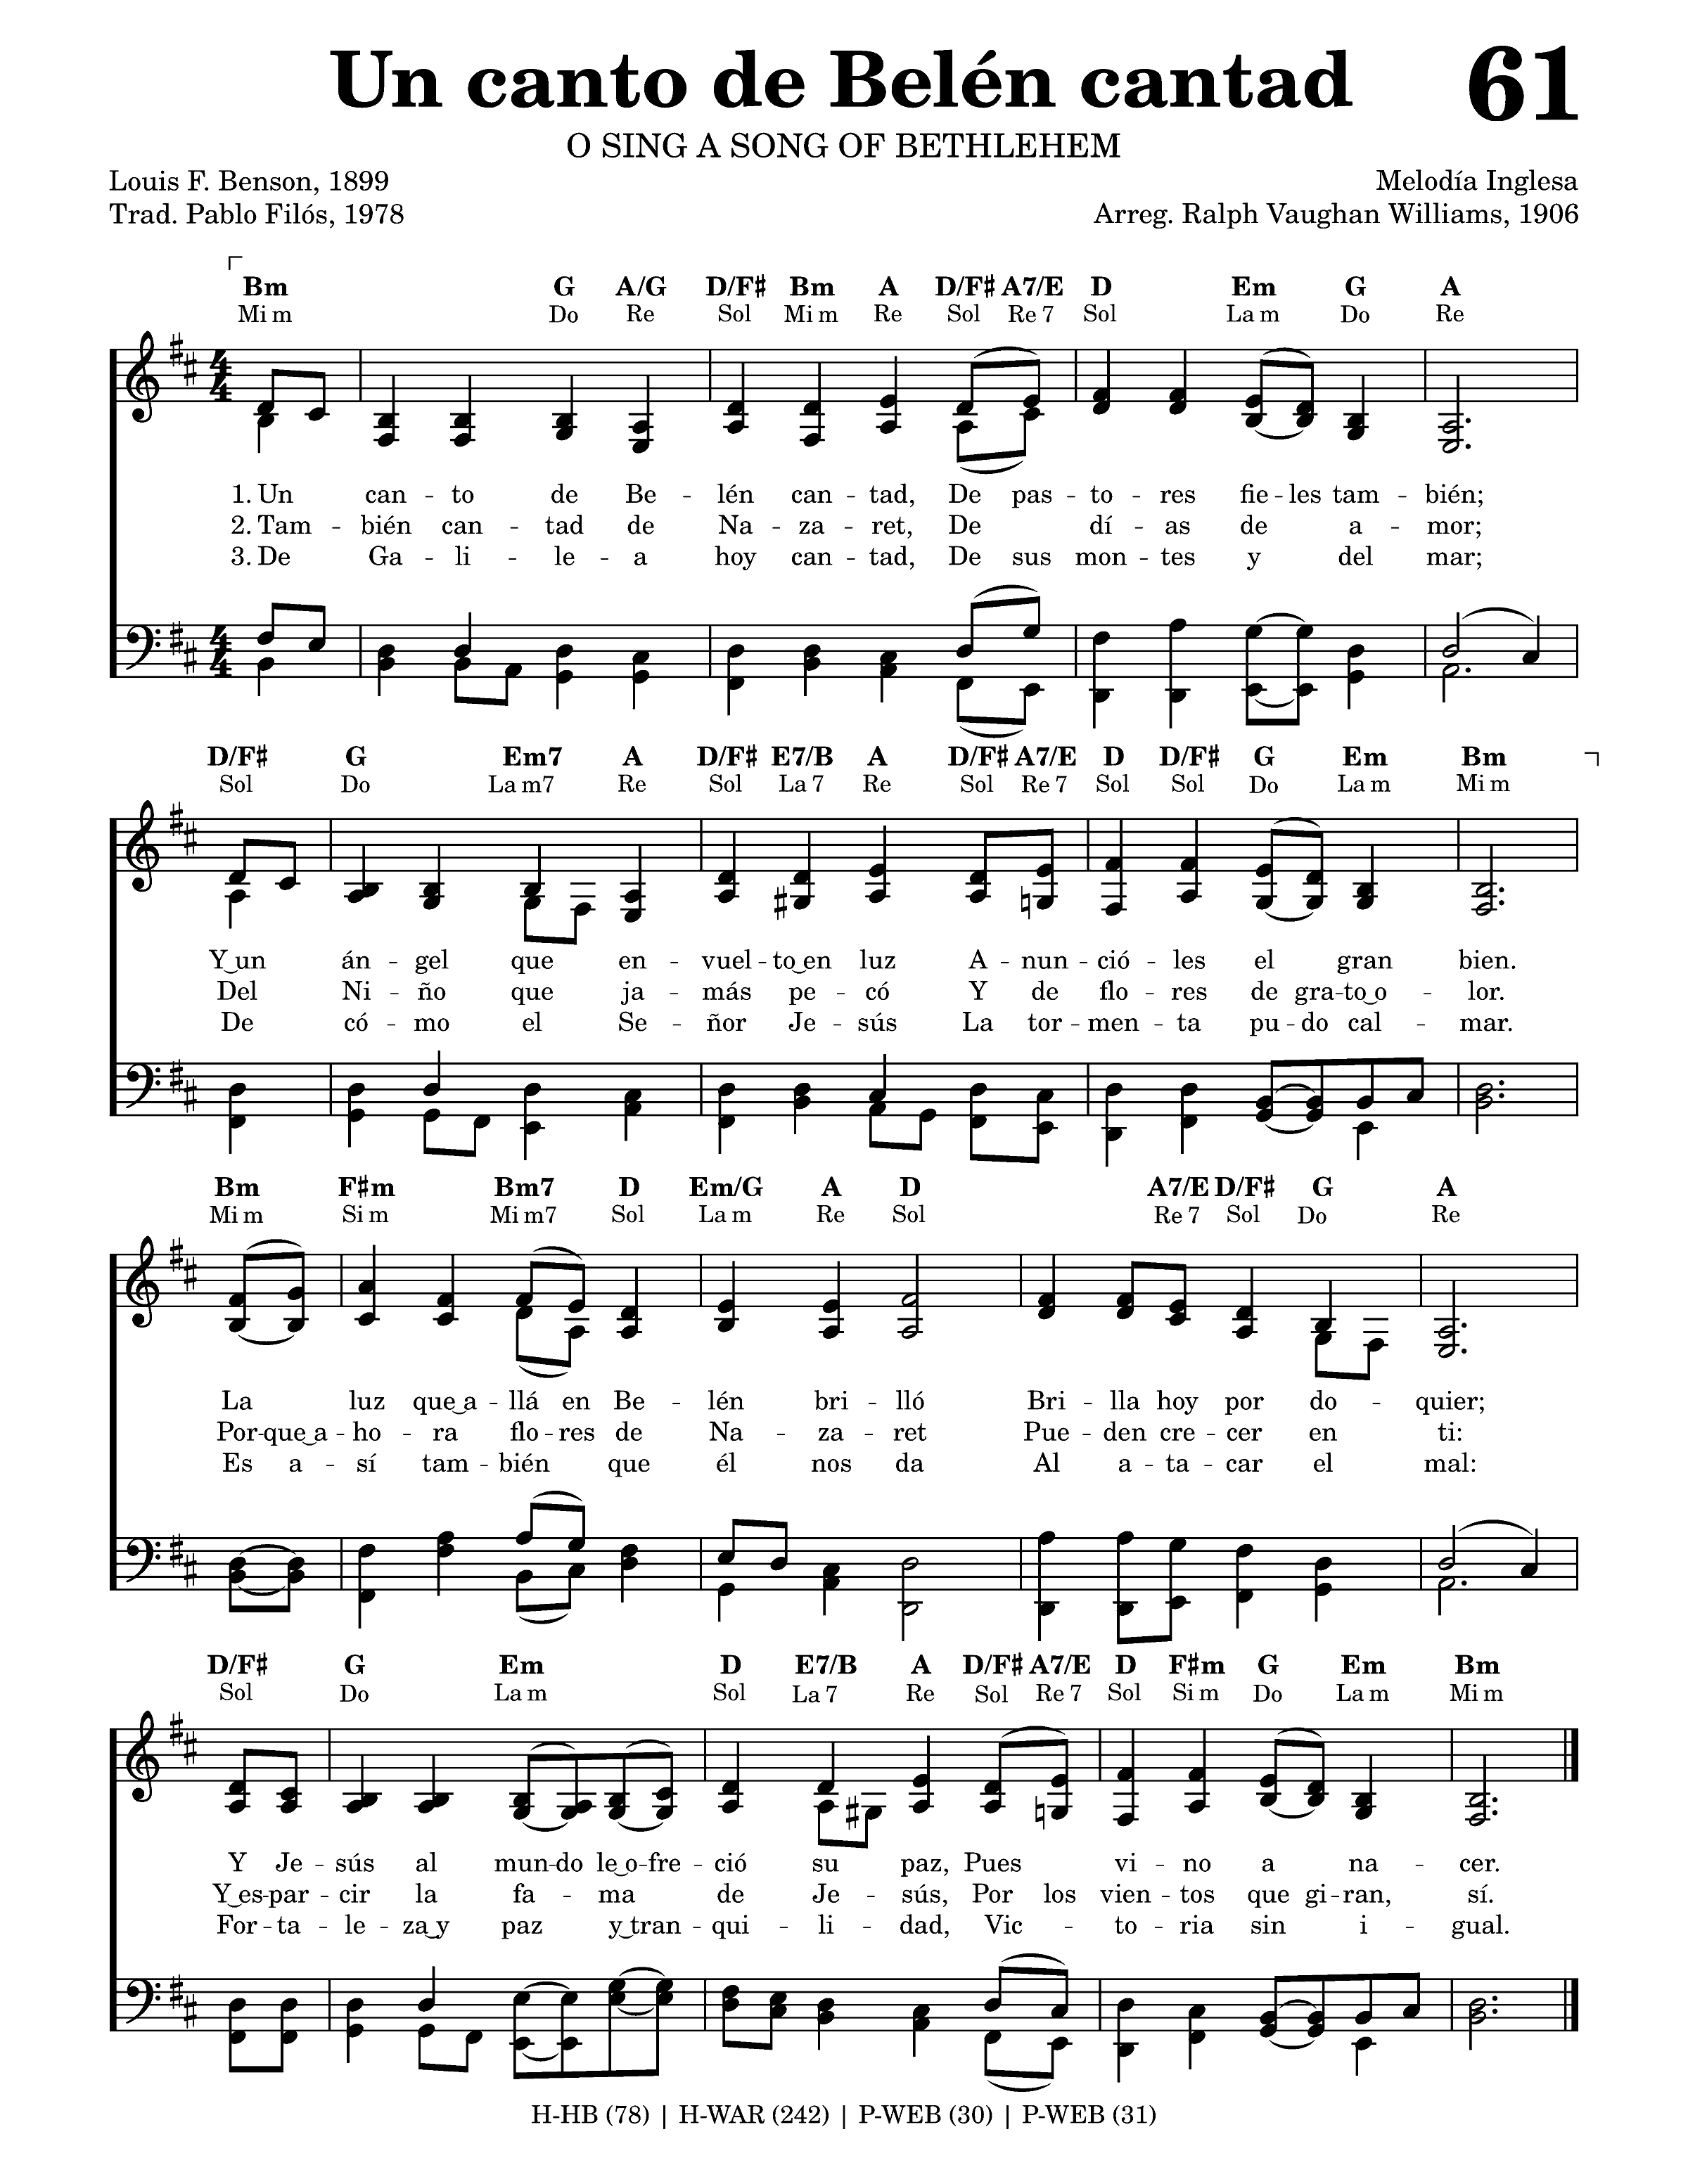 Un canto de Belén cantad 61
O SING A SONG OF BETHLEHEM
Louis F. Benson, 1899 Melodía Inglesa
Trad. Pablo Filós, 1978 Arreg. Ralph Vaughan Williams, 1906
Bm G A/G D/F♯ Bm A D/F♯ A7/E D Em G A
Mi m Do Re Sol Mi m Re Sol Re 7 Sol La m Do Re
1. Un can - to de Be - lén can - tad, De pas - to - res fie - les tam - bién;
2. Tam - bién can - tad de Na - za - ret, De dí - as de a - mor;
3. De Ga - li - le - a hoy can - tad, De sus mon - tes y del mar;
D/F♯ G Em7 A D/F♯ E7/B A D/F♯ A7/E D D/F♯ G Em Bm
Sol Do La m7 Re Sol La 7 Re Sol Re 7 Sol Sol Do La m Mi m
Y‿un án - gel que en - vuel - to‿en luz A - nun - ció - les el gran bien.
Del Ni - ño que ja - más pe - có Y de flo - res de gra - to‿o - lor.
De có - mo el Se - ñor Je - sús La tor - men - ta pu - do cal - mar.
Bm F♯m Bm7 D Em/G A D A7/E D/F♯ G A
Mi m Si m Mi m7 Sol La m Re Sol Re 7 Sol Do Re
La luz que‿a - llá en Be - lén bri - lló Bri - lla hoy por do - quier;
Por - que‿a - ho - ra flo - res de Na - za - ret Pue - den cre - cer en ti:
Es a - sí tam - bién que él nos da Al a - ta - car el mal:
D/F♯ G Em D E7/B A D/F♯ A7/E D F♯m G Em Bm
Sol Do La m Sol La 7 Re Sol Re 7 Sol Si m Do La m Mi m
Y Je - sús al mun - do le‿o - fre - ció su paz, Pues vi - no a na - cer.
Y‿es - par - cir la fa - ma de Je - sús, Por los vien - tos que gi - ran, sí.
For - ta - le - za‿y paz y‿tran - qui - li - dad, Vic - to - ria sin i - gual.
H-HB (78) | H-WAR (242) | P-WEB (30) | P-WEB (31)